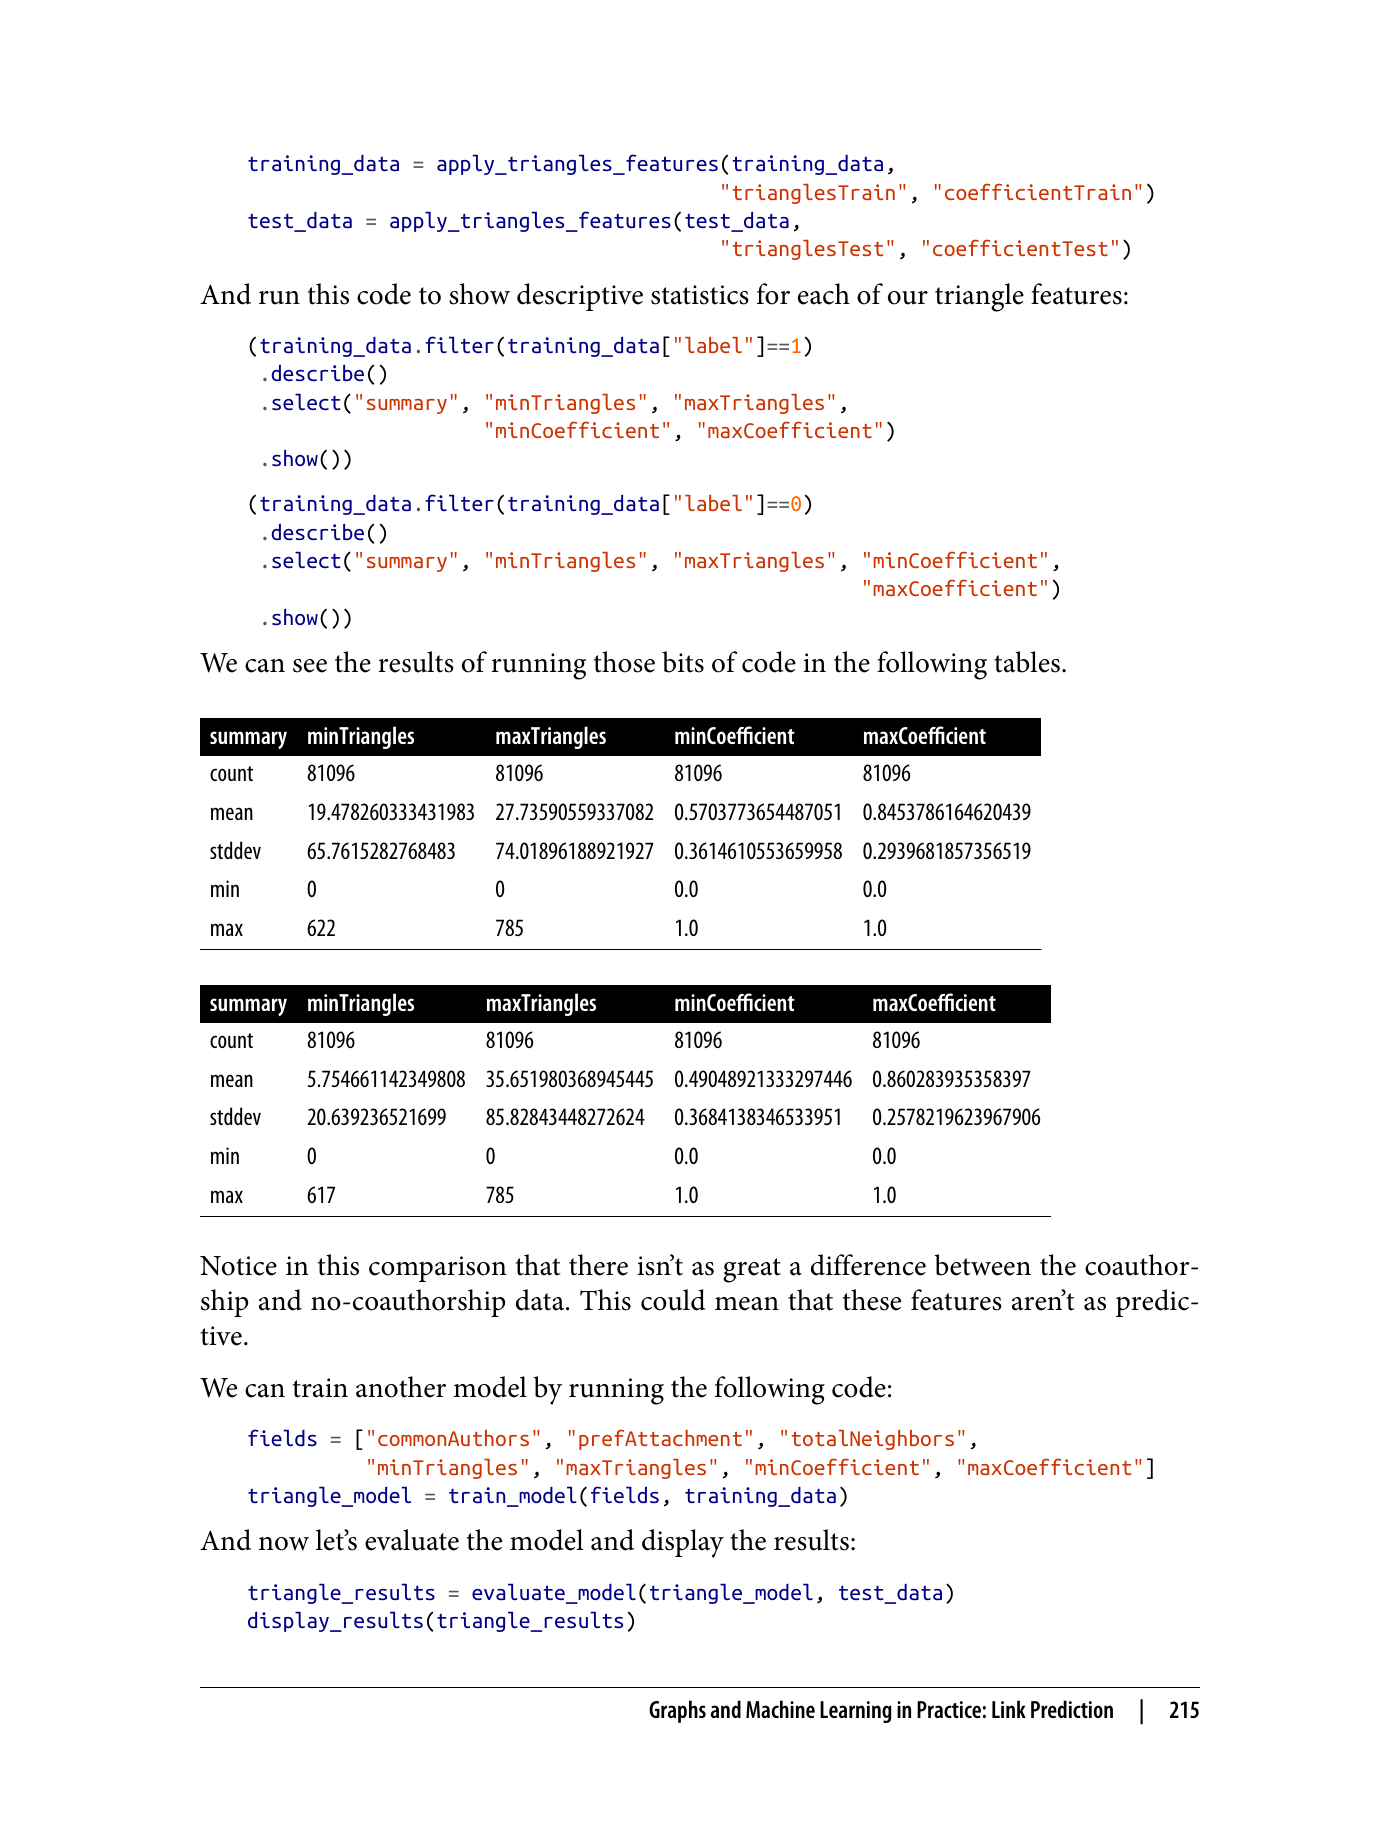 training_data = apply_triangles_features(training_data,
"trianglesTrain", "coefficientTrain")
test_data = apply_triangles_features(test_data,
"trianglesTest", "coefficientTest")
And run this code to show descriptive statistics for each of our triangle features:
(training_data.filter(training_data["label"]==1)
.describe()
.select("summary", "minTriangles", "maxTriangles",
"minCoefficient", "maxCoefficient")
.show())
(training_data.filter(training_data["label"]==0)
.describe()
.select("summary", "minTriangles", "maxTriangles", "minCoefficient",
"maxCoefficient")
.show())
We can see the results of running those bits of code in the following tables.
summary minTriangles maxTriangles minCoefficient maxCoefficient
count 81096 81096 81096 81096
mean 19.478260333431983 27.73590559337082 0.5703773654487051 0.8453786164620439
stddev 65.7615282768483 74.01896188921927 0.3614610553659958 0.2939681857356519
min 0 0 0.0 0.0
max 622 785 1.0 1.0
summary minTriangles maxTriangles minCoefficient maxCoefficient
count 81096 81096 81096 81096
mean 5.754661142349808 35.651980368945445 0.49048921333297446 0.860283935358397
stddev 20.639236521699 85.82843448272624 0.3684138346533951 0.2578219623967906
min 0 0 0.0 0.0
max 617 785 1.0 1.0
Notice in this comparison that there isn’t as great a difference between the coauthor-
ship and no-coauthorship data. This could mean that these features aren’t as predic-
tive.
We can train another model by running the following code:
fields = ["commonAuthors", "prefAttachment", "totalNeighbors",
"minTriangles", "maxTriangles", "minCoefficient", "maxCoefficient"]
triangle_model = train_model(fields, training_data)
And now let’s evaluate the model and display the results:
triangle_results = evaluate_model(triangle_model, test_data)
display_results(triangle_results)
Graphs and Machine Learning in Practice: Link Prediction | 215